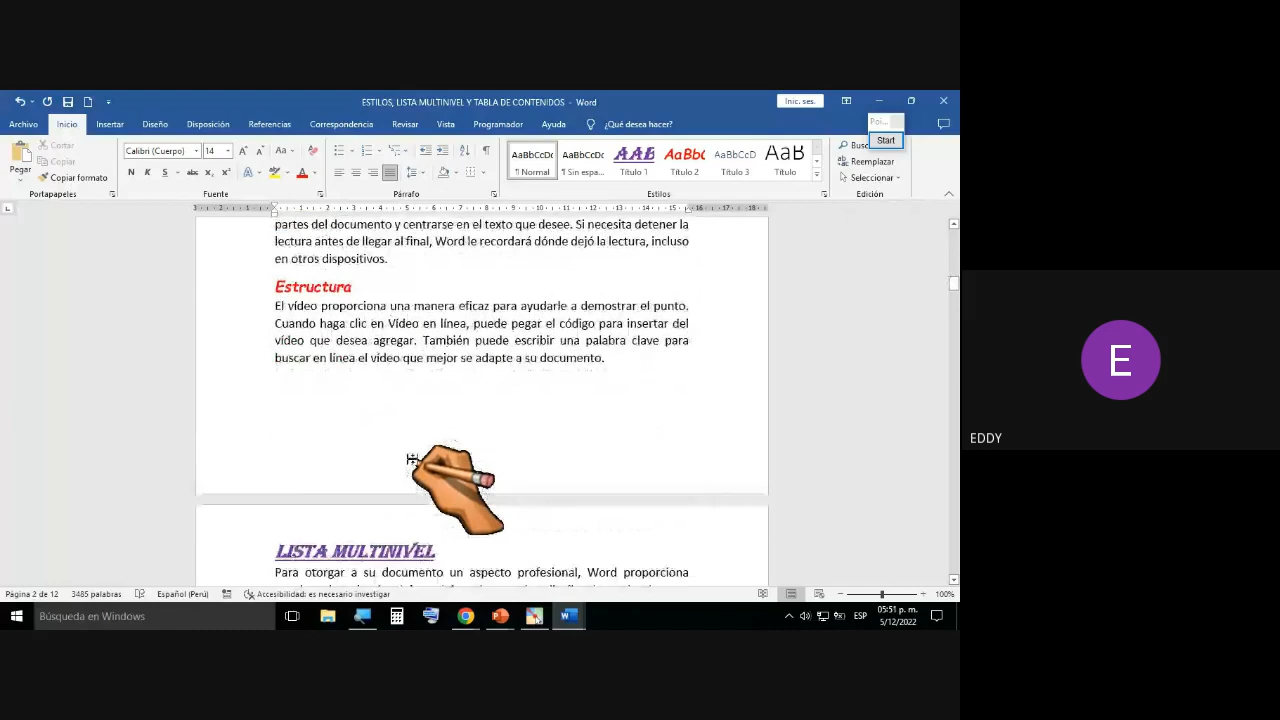 ESTILOS, LISTA MULTINIVEL Y TABLA DE CONTENIDOS - Word
Inic. ses.
Archivo Inicio Insertar Diseño Disposición Referencias Correspondencia Revisar Vista Programador Ayuda ¿Qué desea hacer?
Poi...
Start
Pegar
Cortar
Copiar
Copiar formato
Portapapeles
Calibri (Cuerpo) 14
N K S
Fuente
Párrafo
AaBbCcDc AaBbCcDc AAB AaBbC AaBbCcD AaB
¶ Normal ¶ Sin espa... Título 1 Título 2 Título 3 Título
Estilos
Reemplazar
Seleccionar
Edición
partes del documento y centrarse en el texto que desee. Si necesita detener la
lectura antes de llegar al final, Word le recordará dónde dejó la lectura, incluso
en otros dispositivos.
Estructura
El vídeo proporciona una manera eficaz para ayudarle a demostrar el punto.
Cuando haga clic en Vídeo en línea, puede pegar el código para insertar del
vídeo que desea agregar. También puede escribir una palabra clave para
buscar en línea el vídeo que mejor se adapte a su documento.
LISTA MULTINIVEL
Para otorgar a su documento un aspecto profesional, Word proporciona
Página 2 de 12 3485 palabras Español (Perú) Accesibilidad: es necesario investigar 100%
Búsqueda en Windows
ESP
05:51 p. m.
5/12/2022
E
EDDY